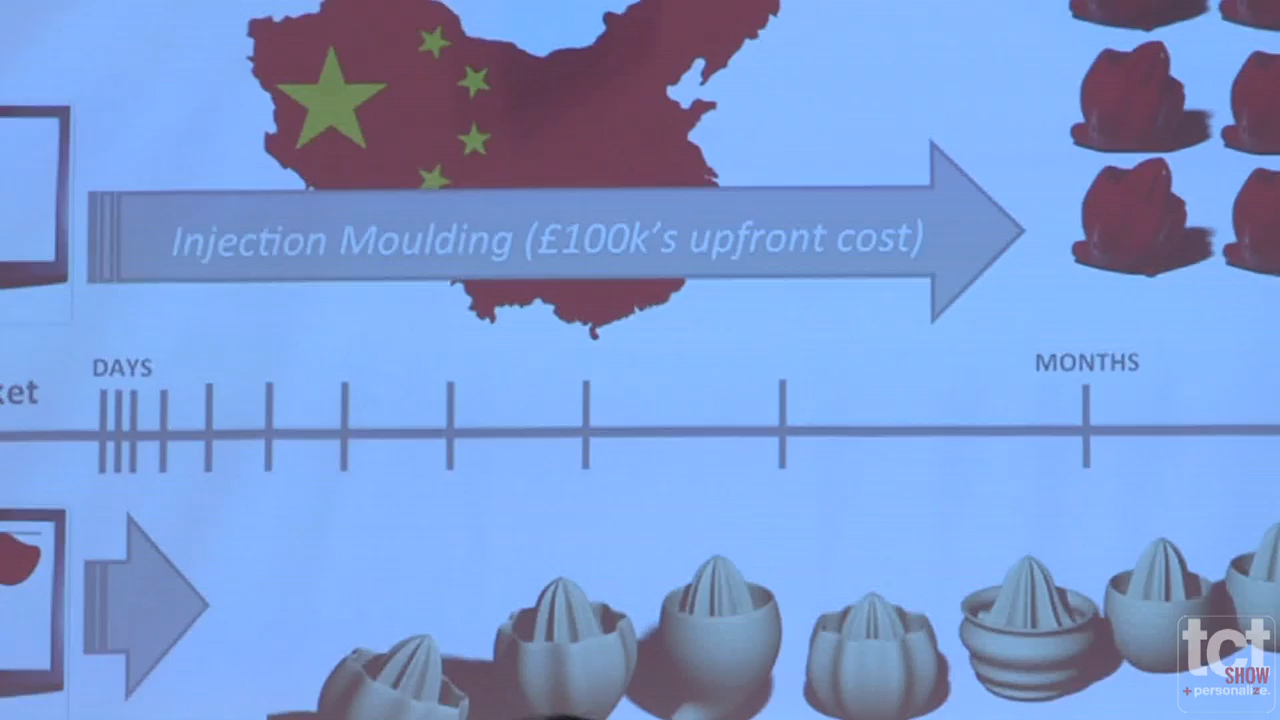 Injection Moulding (£100k's upfront cost)
DAYS
MONTHS
ket
tct
SHOW
+ personalize.